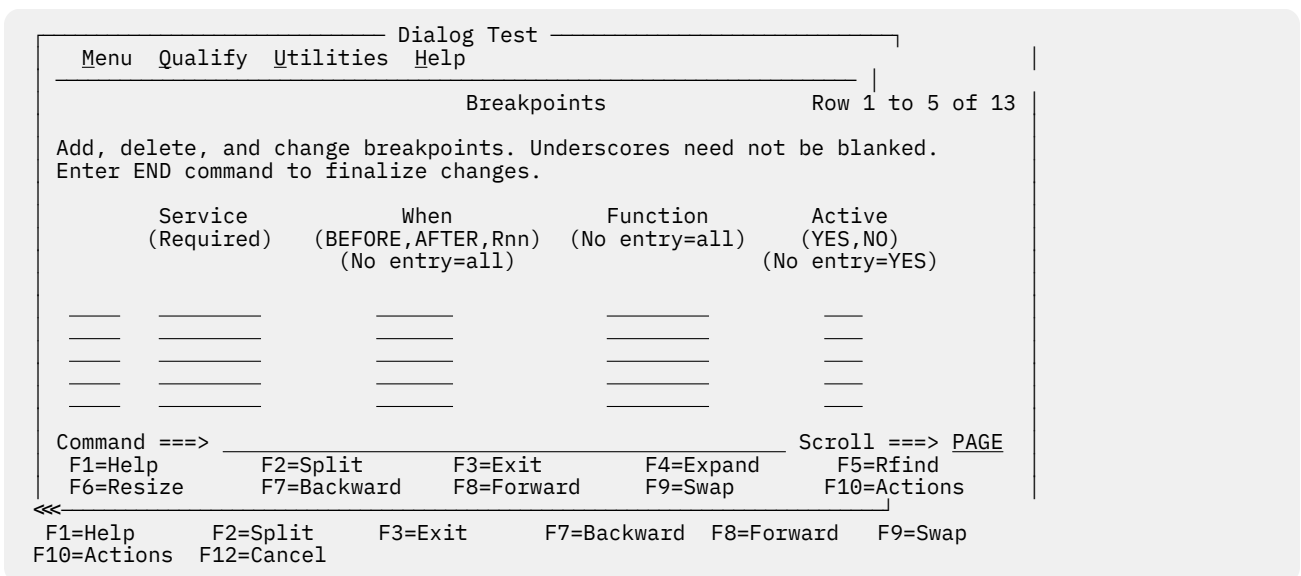 Dialog Test
Menu Qualify Utilities Help
Breakpoints Row 1 to 5 of 13
Add, delete, and change breakpoints. Underscores need not be blanked.
Enter END command to finalize changes.
Service When Function Active
(Required) (BEFORE,AFTER,Rnn) (No entry=all) (YES,NO)
(No entry=all) (No entry=YES)
Command ===> Scroll ===> PAGE
F1=Help F2=Split F3=Exit F4=Expand F5=Rfind
F6=Resize F7=Backward F8=Forward F9=Swap F10=Actions
F1=Help F2=Split F3=Exit F7=Backward F8=Forward F9=Swap
F10=Actions F12=Cancel